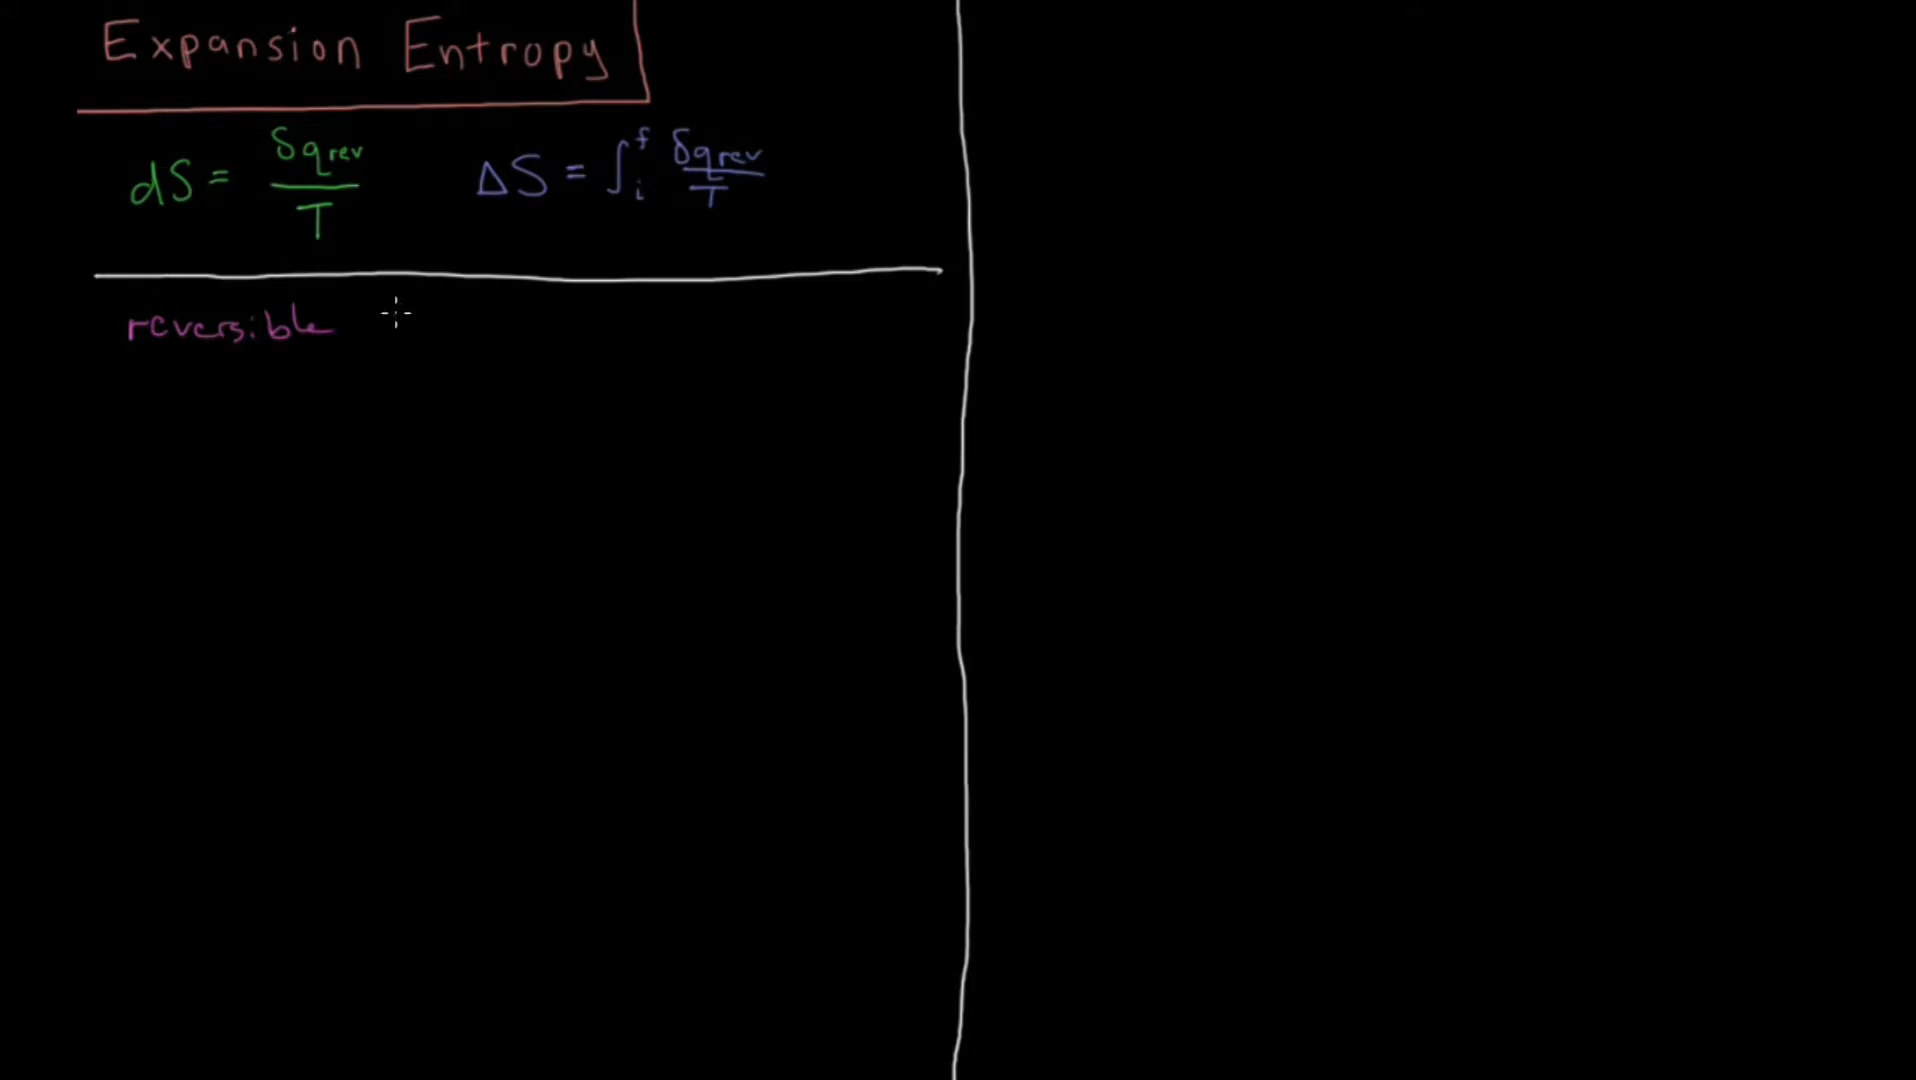 Expansion Entropy
dS = δq_rev / T    ΔS = ∫_i^f δq_rev / T
reversible